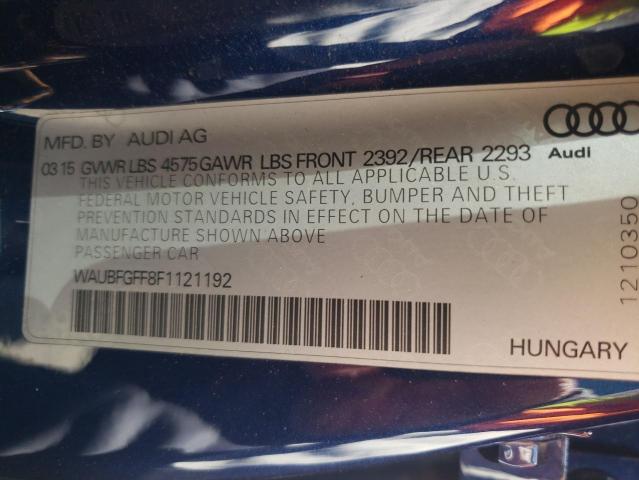 MFD. BY AUDI AG
03 15 GVWR LBS 4575 GAWR LBS FRONT 2392/REAR 2293
Audi
THIS VEHICLE CONFORMS TO ALL APPLICABLE U.S.
FEDERAL MOTOR VEHICLE SAFETY, BUMPER AND THEFT
PREVENTION STANDARDS IN EFFECT ON THE DATE OF
MANUFACTURE SHOWN ABOVE
PASSENGER CAR
WAUBFGFF8F1121192
1210350
HUNGARY